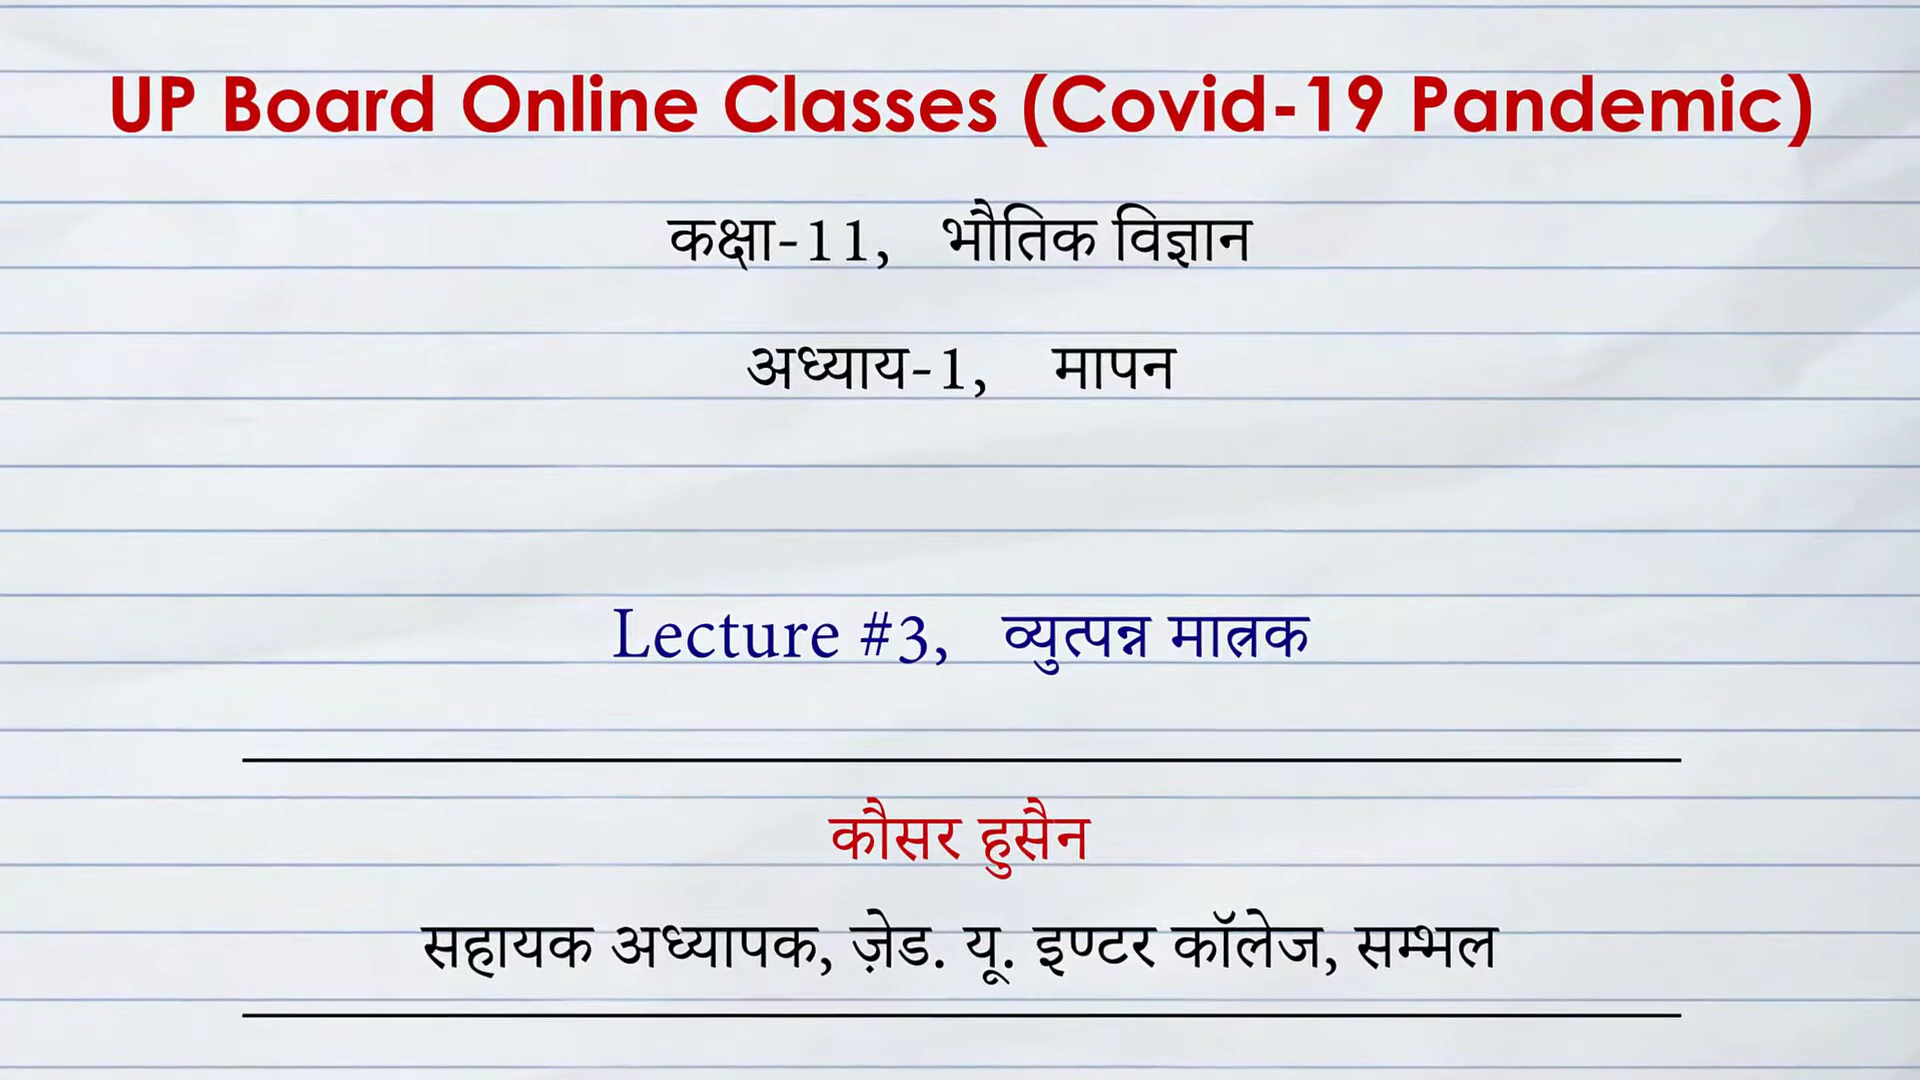 UP Board Online Classes (Covid-19 Pandemic)
कक्षा-11, भौतिक विज्ञान
अध्याय-1, मापन
Lecture #3, व्युत्पन्न मात्रक
कौसर हुसैन
सहायक अध्यापक, ज़ेड. यू. इण्टर कॉलेज, सम्भल